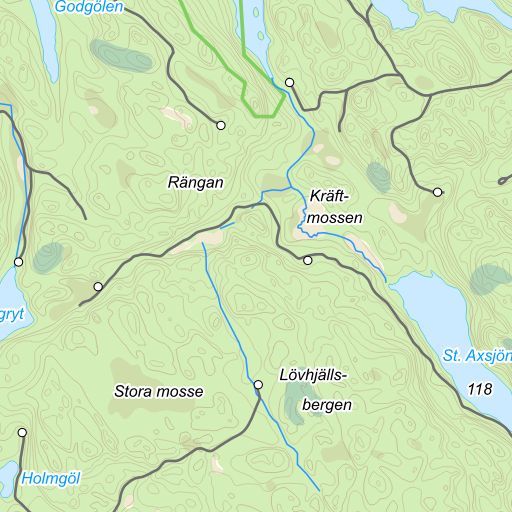 Godgölen
Rängan
Kräft-
mossen
gryt
St. Axsjön
Lövhjälls-
bergen
118
Stora mosse
Holmgöl